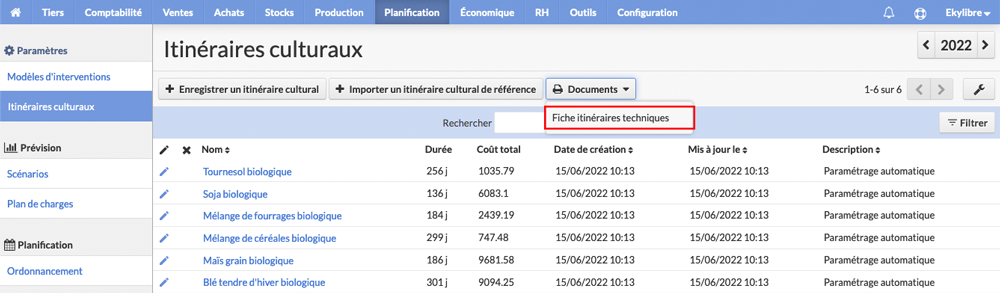 Tiers Comptabilité Ventes Achats Stocks Production Planification Économique RH Outils Configuration Ekylibre
Paramètres
Modèles d'interventions
Itinéraires culturaux
Prévision
Scénarios
Plan de charges
Planification
Ordonnancement
Itinéraires culturaux
2022
Enregistrer un itinéraire cultural Importer un itinéraire cultural de référence Documents 1-6 sur 6
Fiche itinéraires techniques
Rechercher Filtrer
Nom Durée Coût total Date de création Mis à jour le Description
Tournesol biologique 256 j 1035.79 15/06/2022 10:13 15/06/2022 10:13 Paramétrage automatique
Soja biologique 136 j 6083.1 15/06/2022 10:13 15/06/2022 10:13 Paramétrage automatique
Mélange de fourrages biologique 184 j 2439.19 15/06/2022 10:13 15/06/2022 10:13 Paramétrage automatique
Mélange de céréales biologique 299 j 747.48 15/06/2022 10:13 15/06/2022 10:13 Paramétrage automatique
Maïs grain biologique 186 j 9681.58 15/06/2022 10:13 15/06/2022 10:13 Paramétrage automatique
Blé tendre d'hiver biologique 301 j 9094.25 15/06/2022 10:13 15/06/2022 10:13 Paramétrage automatique